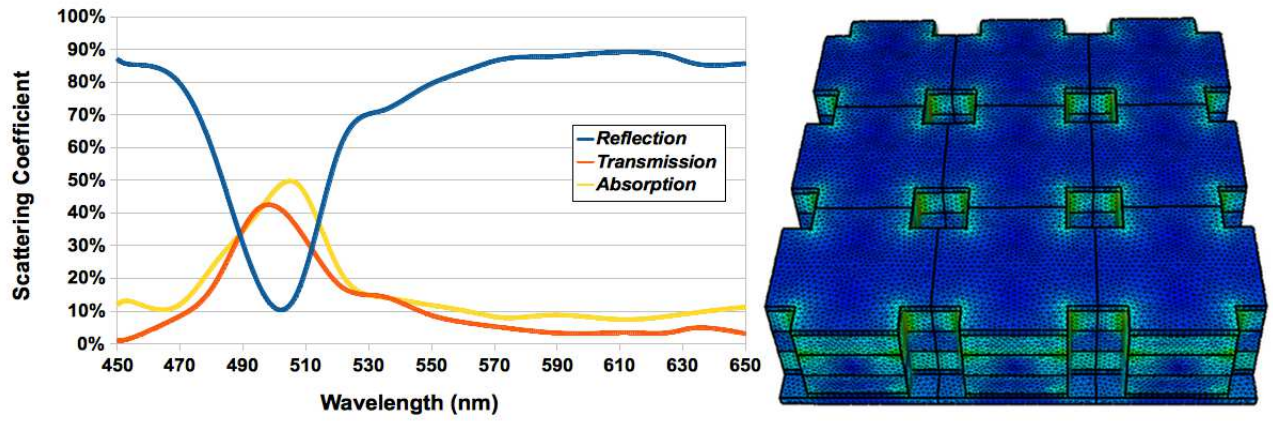 100%
90%
80%
70%
60%
50%
40%
30%
20%
10%
0%
Scattering Coefficient
Reflection
Transmission
Absorption
450 470 490 510 530 550 570 590 610 630 650
Wavelength (nm)